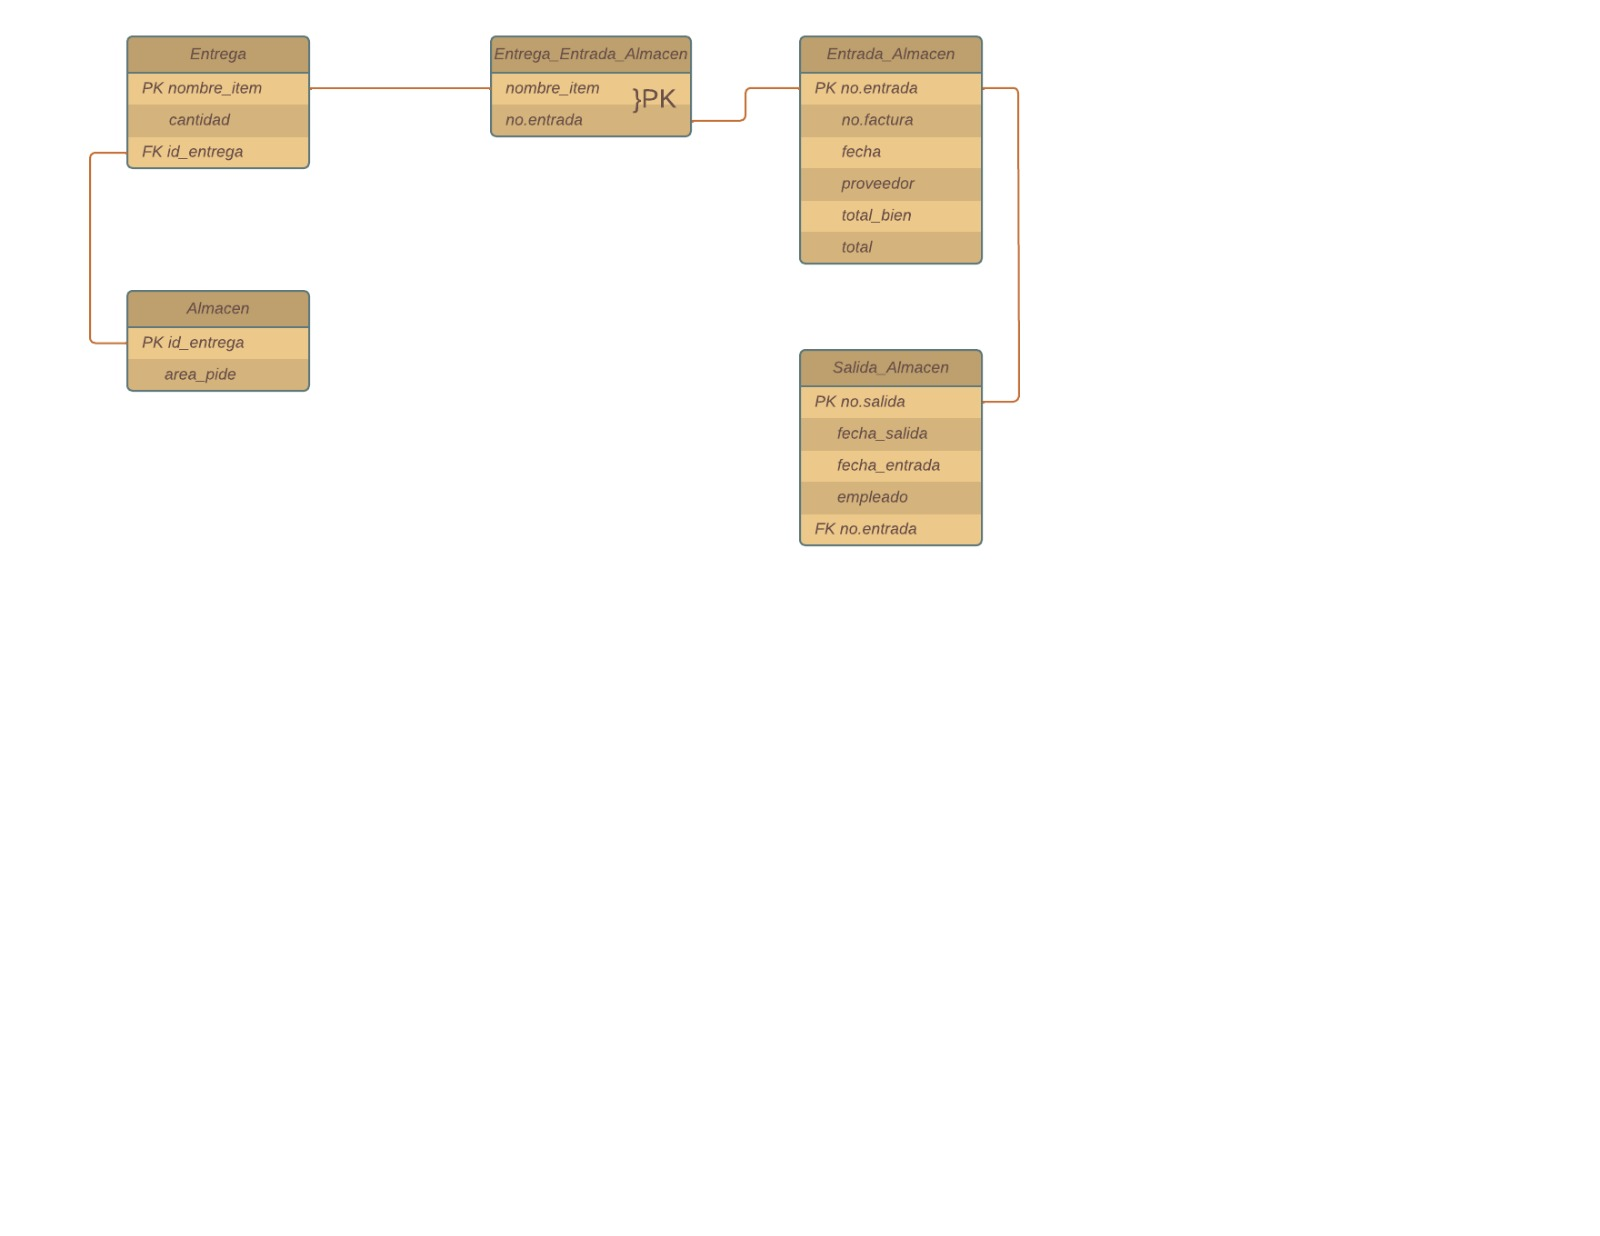 Entrega
PK nombre_item
cantidad
FK id_entrega
Entrega_Entrada_Almacen
nombre_item
}PK
no.entrada
Entrada_Almacen
PK no.entrada
no.factura
fecha
proveedor
total_bien
total
Almacen
PK id_entrega
area_pide
Salida_Almacen
PK no.salida
fecha_salida
fecha_entrada
empleado
FK no.entrada